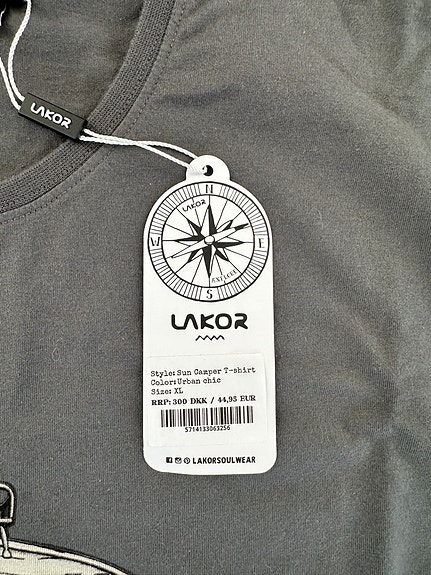 LAKOR
N
LAKOR
W
E
S
LAKOR
Style: Sun Camper T-shirt
Color: Urban chic
Size: XL
RRP: 300 DKK / 44,95 EUR
5714133063256
LAKORSOULWEAR